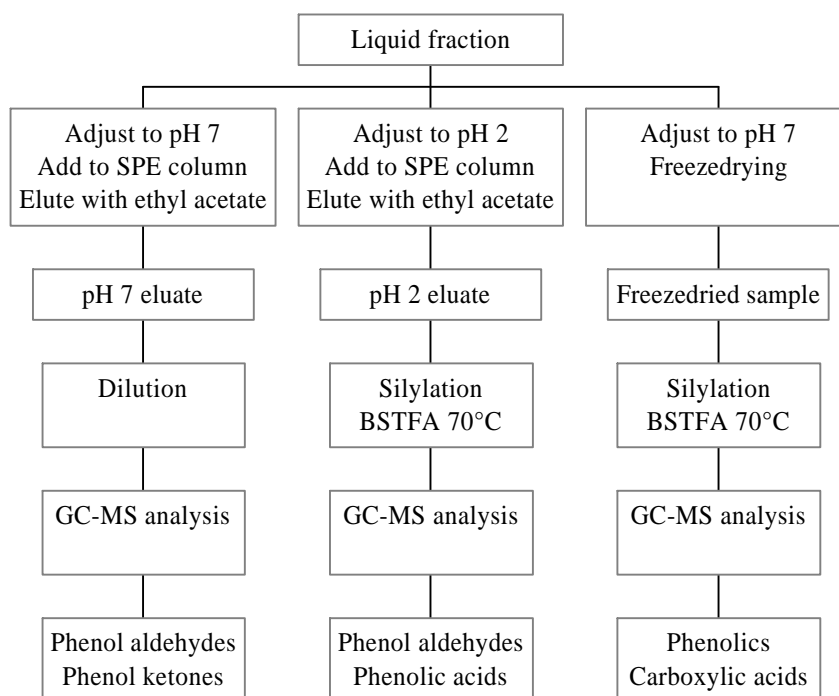 Liquid fraction
Adjust to pH 7
Add to SPE column
Elute with ethyl acetate
Adjust to pH 2
Add to SPE column
Elute with ethyl acetate
Adjust to pH 7
Freezedrying
pH 7 eluate
pH 2 eluate
Freezedried sample
Dilution
Silylation
BSTFA 70°C
Silylation
BSTFA 70°C
GC-MS analysis
GC-MS analysis
GC-MS analysis
Phenol aldehydes
Phenol ketones
Phenol aldehydes
Phenolic acids
Phenolics
Carboxylic acids